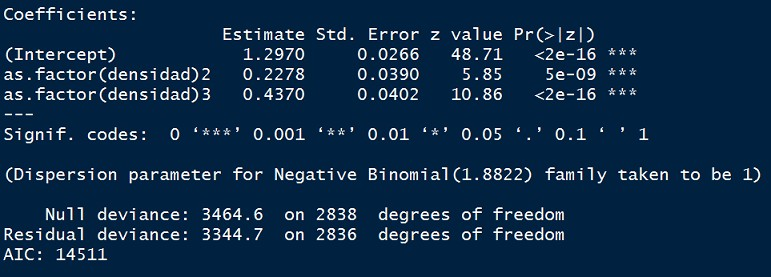 Coefficients:
Estimate Std. Error z value Pr(>|z|)
(Intercept) 1.2970 0.0266 48.71 <2e-16 ***
as.factor(densidad)2 0.2278 0.0390 5.85 5e-09 ***
as.factor(densidad)3 0.4370 0.0402 10.86 <2e-16 ***
---
Signif. codes: 0 ‘***’ 0.001 ‘**’ 0.01 ‘*’ 0.05 ‘.’ 0.1 ‘ ’ 1
(Dispersion parameter for Negative Binomial(1.8822) family taken to be 1)
Null deviance: 3464.6 on 2838 degrees of freedom
Residual deviance: 3344.7 on 2836 degrees of freedom
AIC: 14511